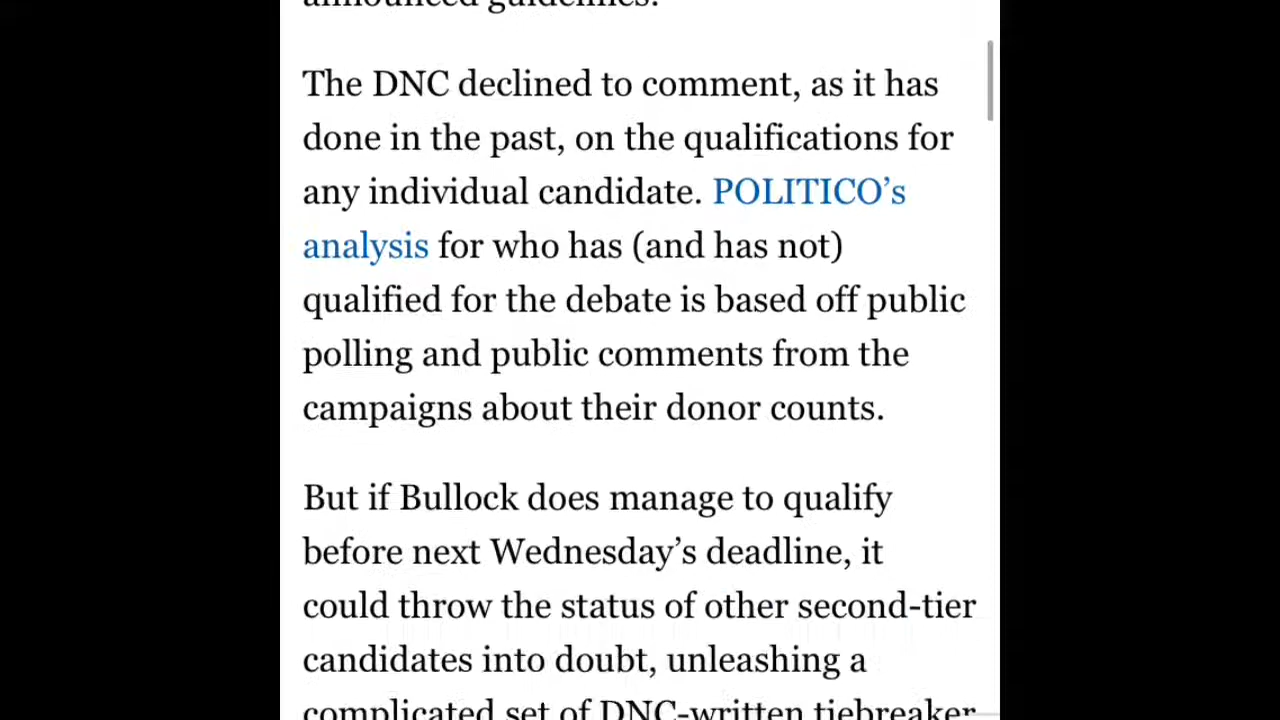 announced guidelines.
The DNC declined to comment, as it has
done in the past, on the qualifications for
any individual candidate. POLITICO’s
analysis for who has (and has not)
qualified for the debate is based off public
polling and public comments from the
campaigns about their donor counts.
But if Bullock does manage to qualify
before next Wednesday’s deadline, it
could throw the status of other second-tier
candidates into doubt, unleashing a
complicated set of DNC-written tiebreaker